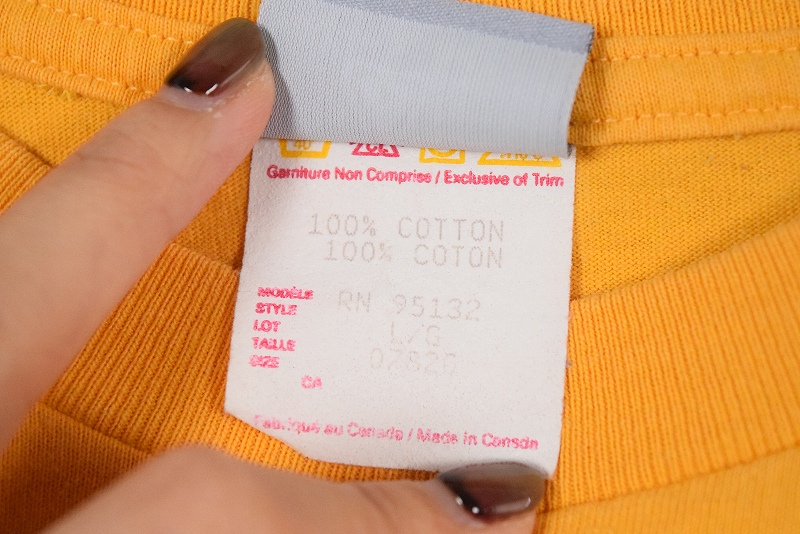 Garniture Non Comprise / Exclusive of Trim
100% COTTON
100% COTON
MODÈLE
STYLE
LOT
TAILLE
SIZE
RN 95132
L/G
CA
Fabriqué au Canada / Made in Canada